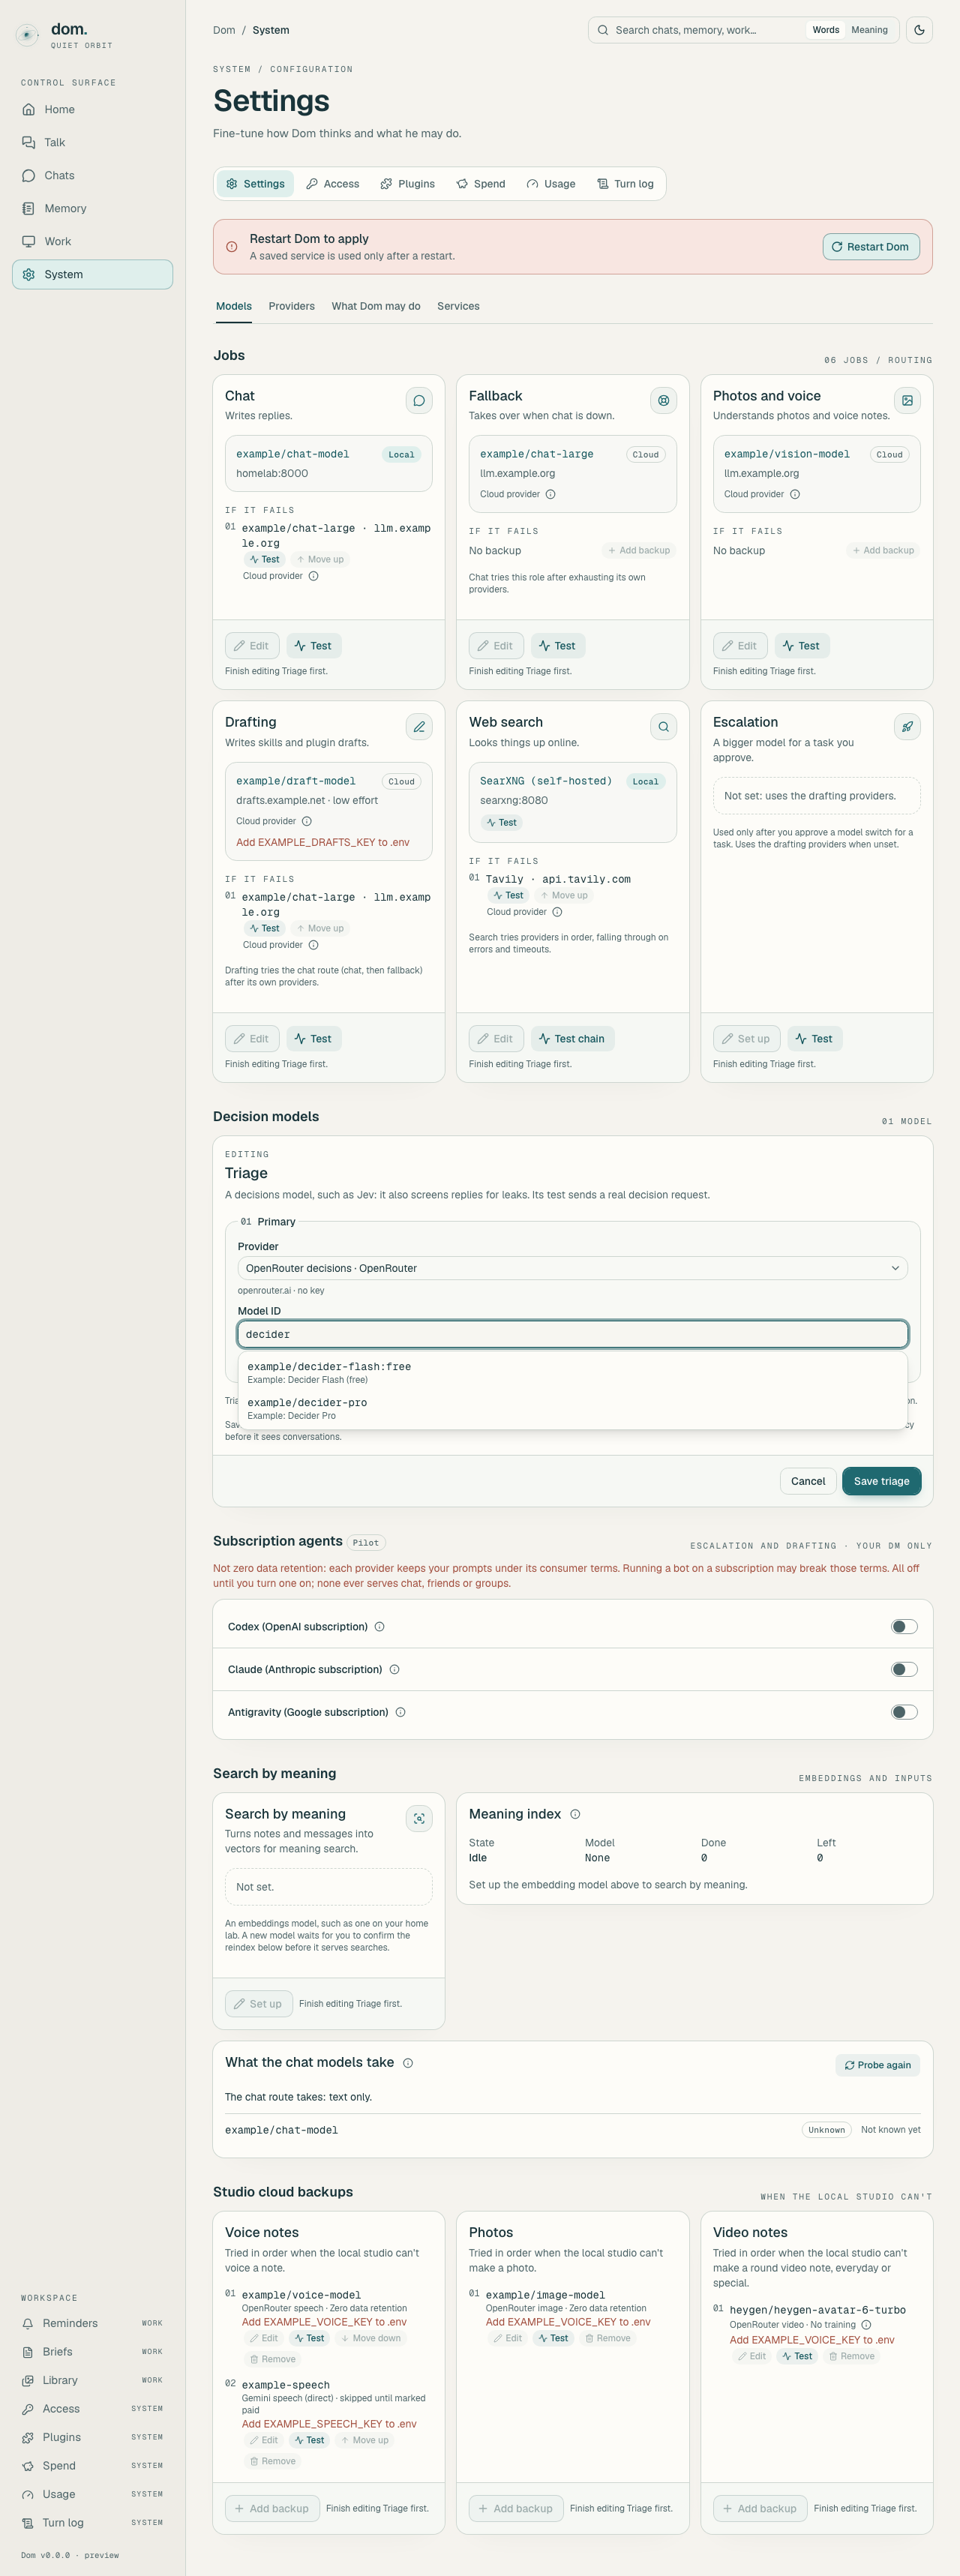 dom.
QUIET ORBIT
CONTROL SURFACE
Home
Talk
Chats
Memory
Work
System
Dom / System
Search chats, memory, work...
Words
Meaning
SYSTEM / CONFIGURATION
Settings
Fine-tune how Dom thinks and what he may do.
Settings
Access
Plugins
Spend
Usage
Turn log
Restart Dom to apply
A saved service is used only after a restart.
Restart Dom
Models
Providers
What Dom may do
Services
Jobs
06 JOBS / ROUTING
Chat
Writes replies.
example/chat-model
Local
homelab:8000
IF IT FAILS
01 example/chat-large · llm.examp
le.org
Test
Move up
Cloud provider
Edit
Test
Finish editing Triage first.
Fallback
Takes over when chat is down.
example/chat-large
Cloud
llm.example.org
Cloud provider
IF IT FAILS
No backup
Add backup
Chat tries this role after exhausting its own
providers.
Edit
Test
Finish editing Triage first.
Photos and voice
Understands photos and voice notes.
example/vision-model
Cloud
llm.example.org
Cloud provider
IF IT FAILS
No backup
Add backup
Edit
Test
Finish editing Triage first.
Drafting
Writes skills and plugin drafts.
example/draft-model
Cloud
drafts.example.net · low effort
Cloud provider
Add EXAMPLE_DRAFTS_KEY to .env
IF IT FAILS
01 example/chat-large · llm.examp
le.org
Test
Move up
Cloud provider
Drafting tries the chat route (chat, then fallback)
after its own providers.
Edit
Test
Finish editing Triage first.
Web search
Looks things up online.
SearXNG (self-hosted)
Local
searxng:8080
Test
IF IT FAILS
01 Tavily · api.tavily.com
Test
Move up
Cloud provider
Search tries providers in order, falling through on
errors and timeouts.
Edit
Test chain
Finish editing Triage first.
Escalation
A bigger model for a task you
approve.
Not set: uses the drafting providers.
Used only after you approve a model switch for a
task. Uses the drafting providers when unset.
Set up
Test
Finish editing Triage first.
Decision models
01 MODEL
EDITING
Triage
A decisions model, such as Jev: it also screens replies for leaks. Its test sends a real decision request.
01 Primary
Provider
OpenRouter decisions · OpenRouter
openrouter.ai · no key
Model ID
decider
example/decider-flash:free
Example: Decider Flash (free)
example/decider-pro
Example: Decider Pro
before it sees conversations.
Cancel
Save triage
Subscription agents
Pilot
ESCALATION AND DRAFTING · YOUR DM ONLY
Not zero data retention: each provider keeps your prompts under its consumer terms. Running a bot on a subscription may break those terms. All off
until you turn one on; none ever serves chat, friends or groups.
Codex (OpenAI subscription)
Claude (Anthropic subscription)
Antigravity (Google subscription)
Search by meaning
EMBEDDINGS AND INPUTS
Search by meaning
Turns notes and messages into
vectors for meaning search.
Not set.
An embeddings model, such as one on your home
lab. A new model waits for you to confirm the
reindex below before it serves searches.
Set up
Finish editing Triage first.
Meaning index
State
Model
Done
Left
Idle
None
0
0
Set up the embedding model above to search by meaning.
What the chat models take
Probe again
The chat route takes: text only.
example/chat-model
Unknown
Not known yet
Studio cloud backups
WHEN THE LOCAL STUDIO CAN'T
Voice notes
Tried in order when the local studio can't
voice a note.
01 example/voice-model
OpenRouter speech · Zero data retention
Add EXAMPLE_VOICE_KEY to .env
Edit
Test
Move down
Remove
02 example-speech
Gemini speech (direct) · skipped until marked
paid
Add EXAMPLE_SPEECH_KEY to .env
Edit
Test
Move up
Remove
Add backup
Finish editing Triage first.
Photos
Tried in order when the local studio can't
make a photo.
01 example/image-model
OpenRouter image · Zero data retention
Add EXAMPLE_VOICE_KEY to .env
Edit
Test
Remove
Add backup
Finish editing Triage first.
Video notes
Tried in order when the local studio can't
make a round video note, everyday or
special.
01 heygen/heygen-avatar-6-turbo
OpenRouter video · No training
Add EXAMPLE_VOICE_KEY to .env
Edit
Test
Remove
Add backup
Finish editing Triage first.
WORKSPACE
Reminders WORK
Briefs WORK
Library WORK
Access SYSTEM
Plugins SYSTEM
Spend SYSTEM
Usage SYSTEM
Turn log SYSTEM
Dom v0.0.0 · preview